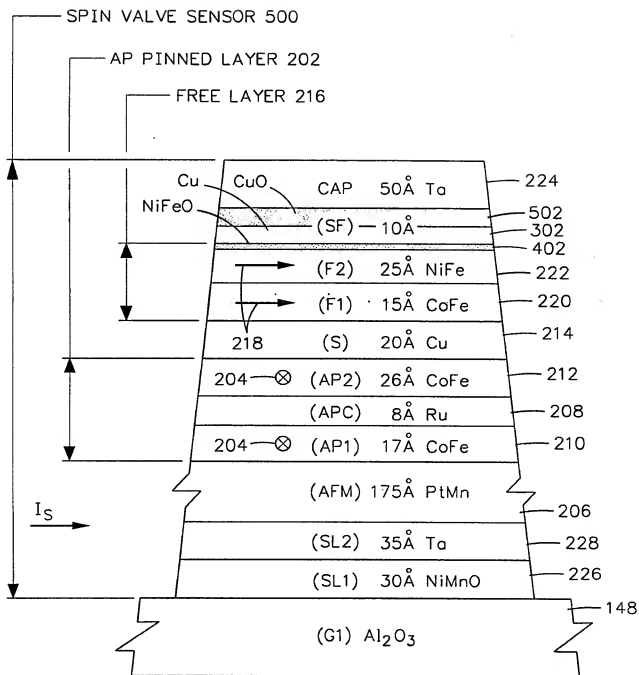 SPIN VALVE SENSOR 500
AP PINNED LAYER 202
FREE LAYER 216
Cu
CuO
NiFeO
CAP 50Å Ta
224
502
(SF) 10Å
302
402
(F2) 25Å NiFe
222
(F1) 15Å CoFe
220
218
(S) 20Å Cu
214
204 (AP2) 26Å CoFe
212
(APC) 8Å Ru
208
204 (AP1) 17Å CoFe
210
(AFM) 175Å PtMn
206
IS
(SL2) 35Å Ta
228
(SL1) 30Å NiMnO
226
148
(G1) Al2O3